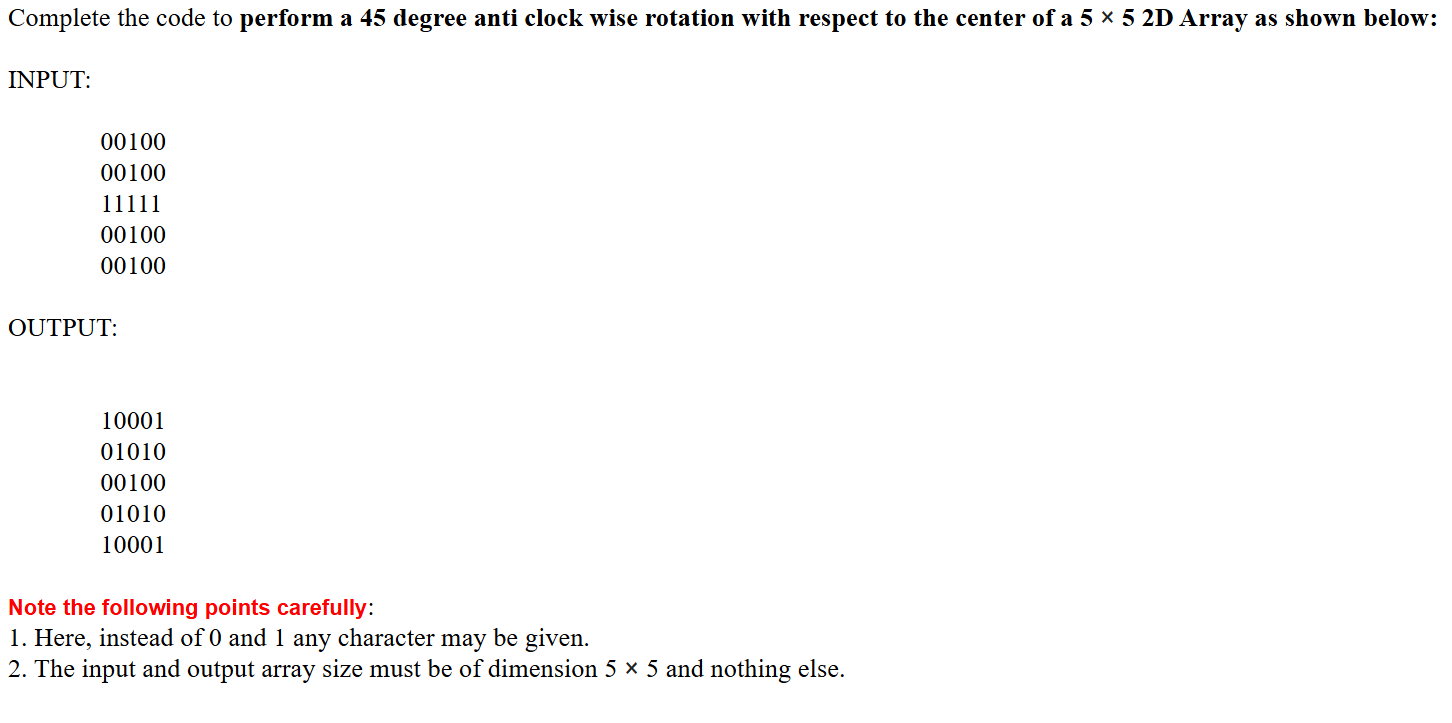 Complete the code to perform a 45 degree anti clock wise rotation with respect to the center of a 5 × 5 2D Array as shown below:
INPUT:
00100
00100
11111
00100
00100
OUTPUT:
10001
01010
00100
01010
10001
Note the following points carefully:
1. Here, instead of 0 and 1 any character may be given.
2. The input and output array size must be of dimension 5 × 5 and nothing else.